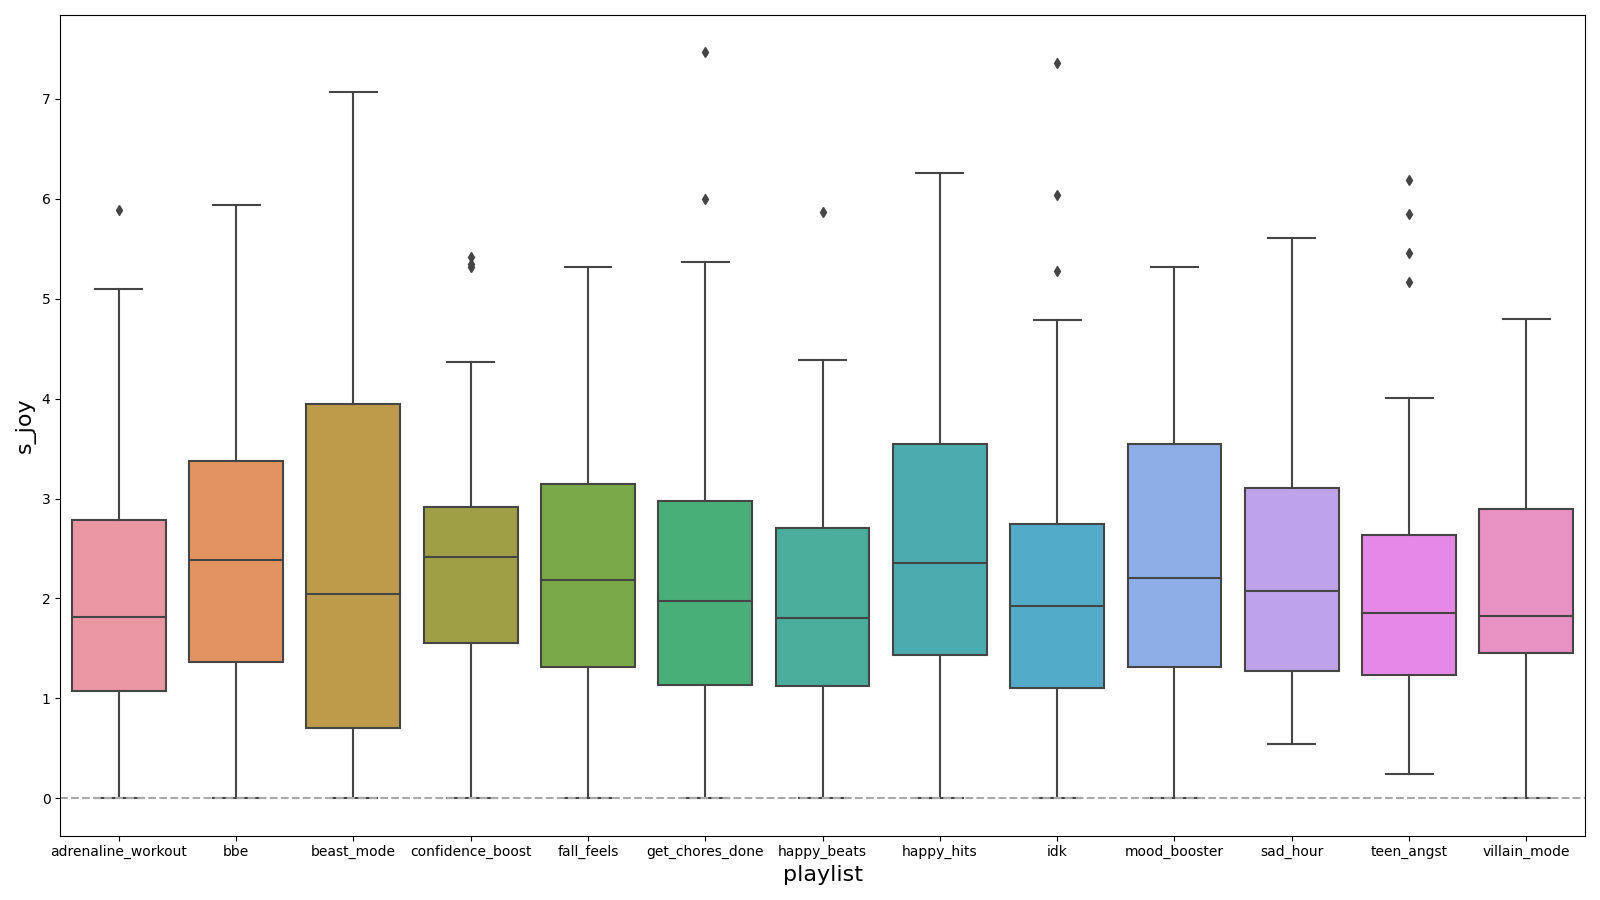 s_joy
7
6
5
4
3
2
1
0
adrenaline_workout bbe beast_mode confidence_boost fall_feels get_chores_done happy_beats happy_hits idk mood_booster sad_hour teen_angst villain_mode
playlist